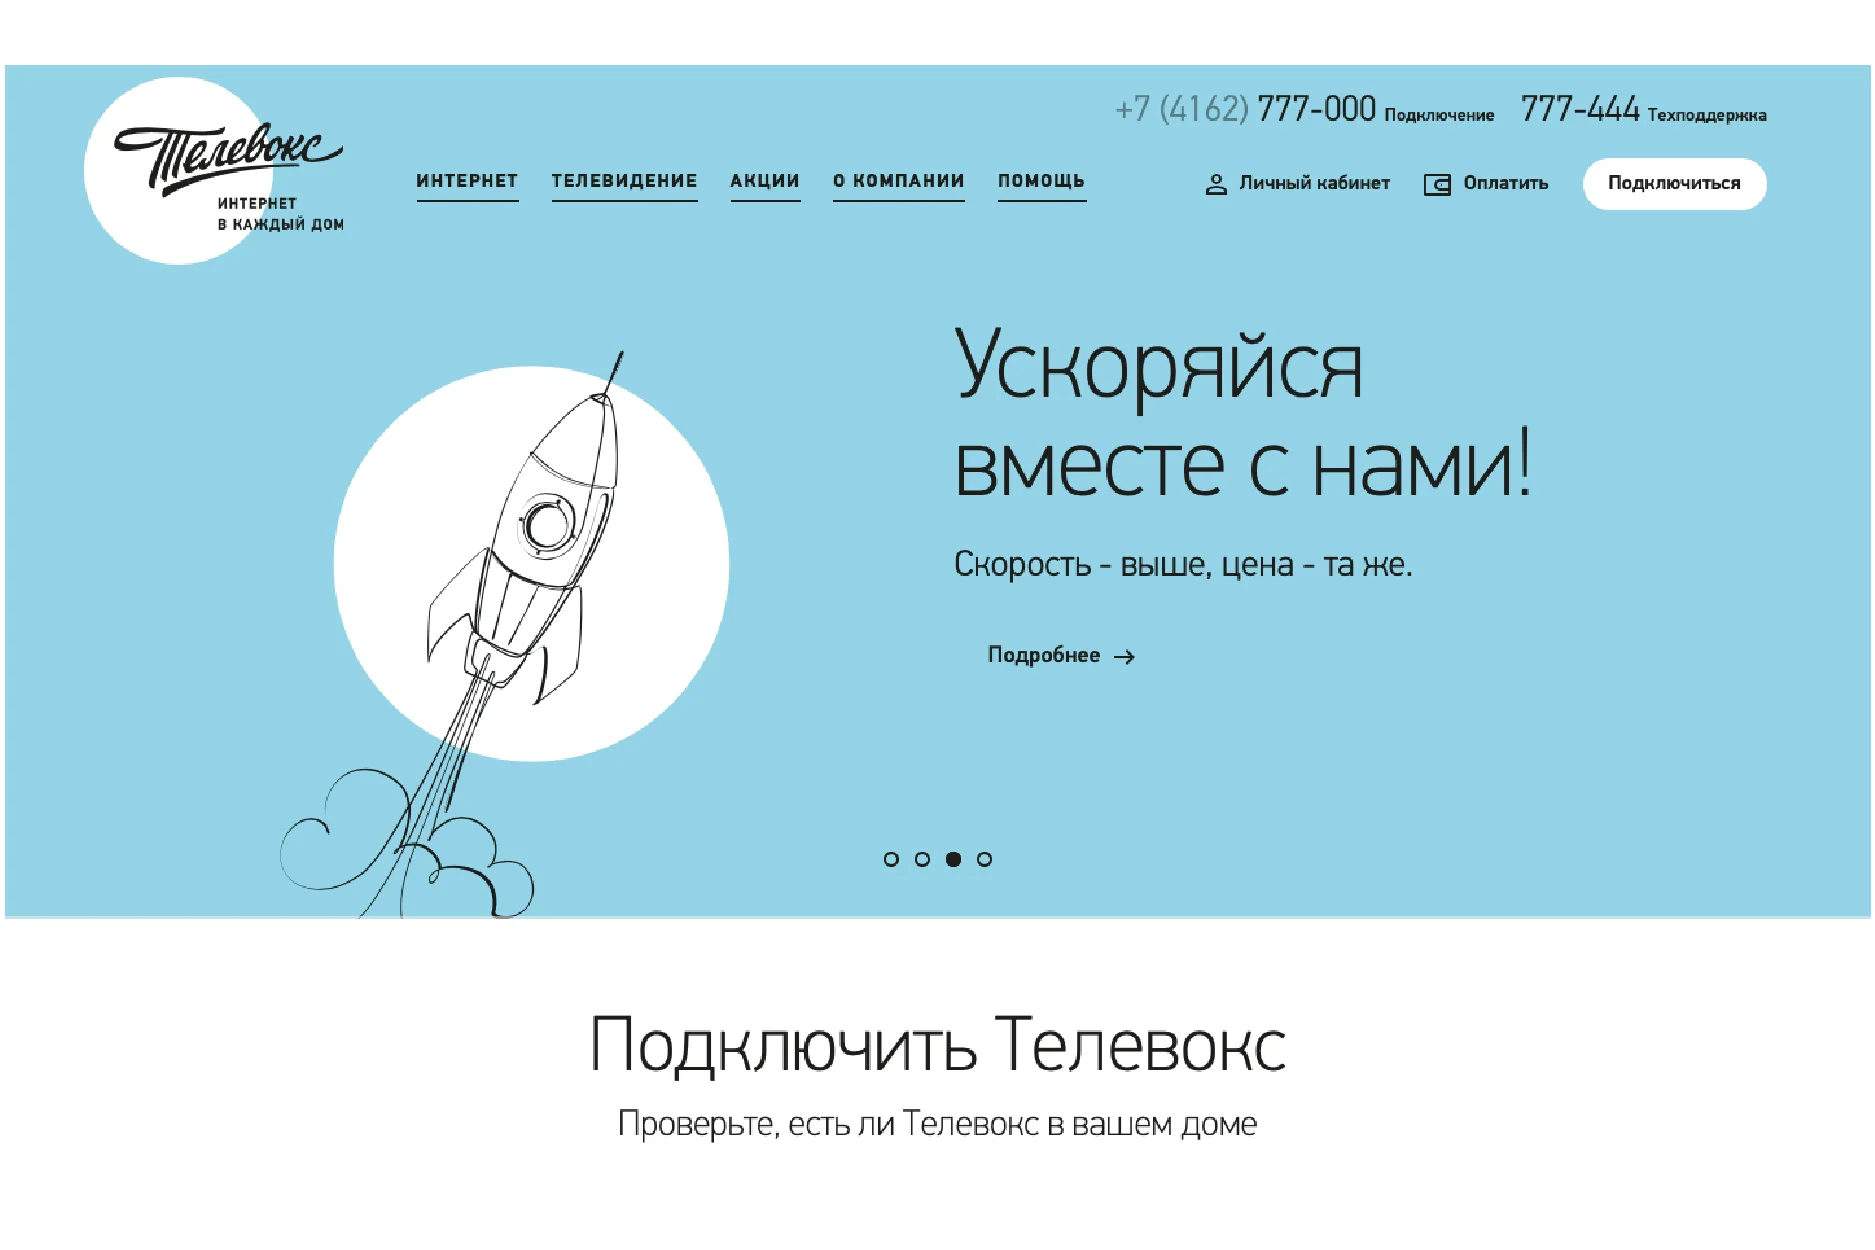 Телевокс
ИНТЕРНЕТ
В КАЖДЫЙ ДОМ
+7 (4162) 777-000 Подключение 777-444 Техподдержка
ИНТЕРНЕТ ТЕЛЕВИДЕНИЕ АКЦИИ О КОМПАНИИ ПОМОЩЬ Личный кабинет Оплатить Подключиться
Ускоряйся
вместе с нами!
Скорость - выше, цена - та же.
Подробнее →
Подключить Телевокс
Проверьте, есть ли Телевокс в вашем доме